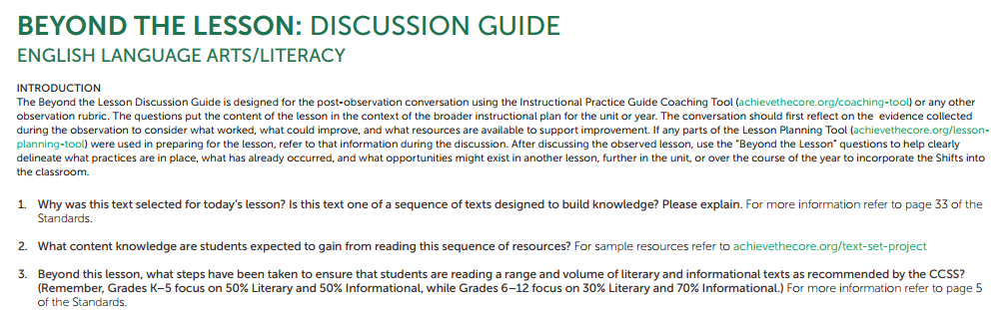 BEYOND THE LESSON: DISCUSSION GUIDE
ENGLISH LANGUAGE ARTS/LITERACY
INTRODUCTION
The Beyond the Lesson Discussion Guide is designed for the post-observation conversation using the Instructional Practice Guide Coaching Tool (achievethecore.org/coaching-tool) or any other
observation rubric. The questions put the content of the lesson in the context of the broader instructional plan for the unit or year. The conversation should first reflect on the evidence collected
during the observation to consider what worked, what could improve, and what resources are available to support improvement. If any parts of the Lesson Planning Tool (achievethecore.org/lesson-
planning-tool) were used in preparing for the lesson, refer to that information during the discussion. After discussing the observed lesson, use the "Beyond the Lesson" questions to help clearly
delineate what practices are in place, what has already occurred, and what opportunities might exist in another lesson, further in the unit, or over the course of the year to incorporate the Shifts into
the classroom.
1. Why was this text selected for today's lesson? Is this text one of a sequence of texts designed to build knowledge? Please explain. For more information refer to page 33 of the
Standards.
2. What content knowledge are students expected to gain from reading this sequence of resources? For sample resources refer to achievethecore.org/text-set-project
3. Beyond this lesson, what steps have been taken to ensure that students are reading a range and volume of literary and informational texts as recommended by the CCSS?
(Remember, Grades K–5 focus on 50% Literary and 50% Informational, while Grades 6–12 focus on 30% Literary and 70% Informational.) For more information refer to page 5
of the Standards.